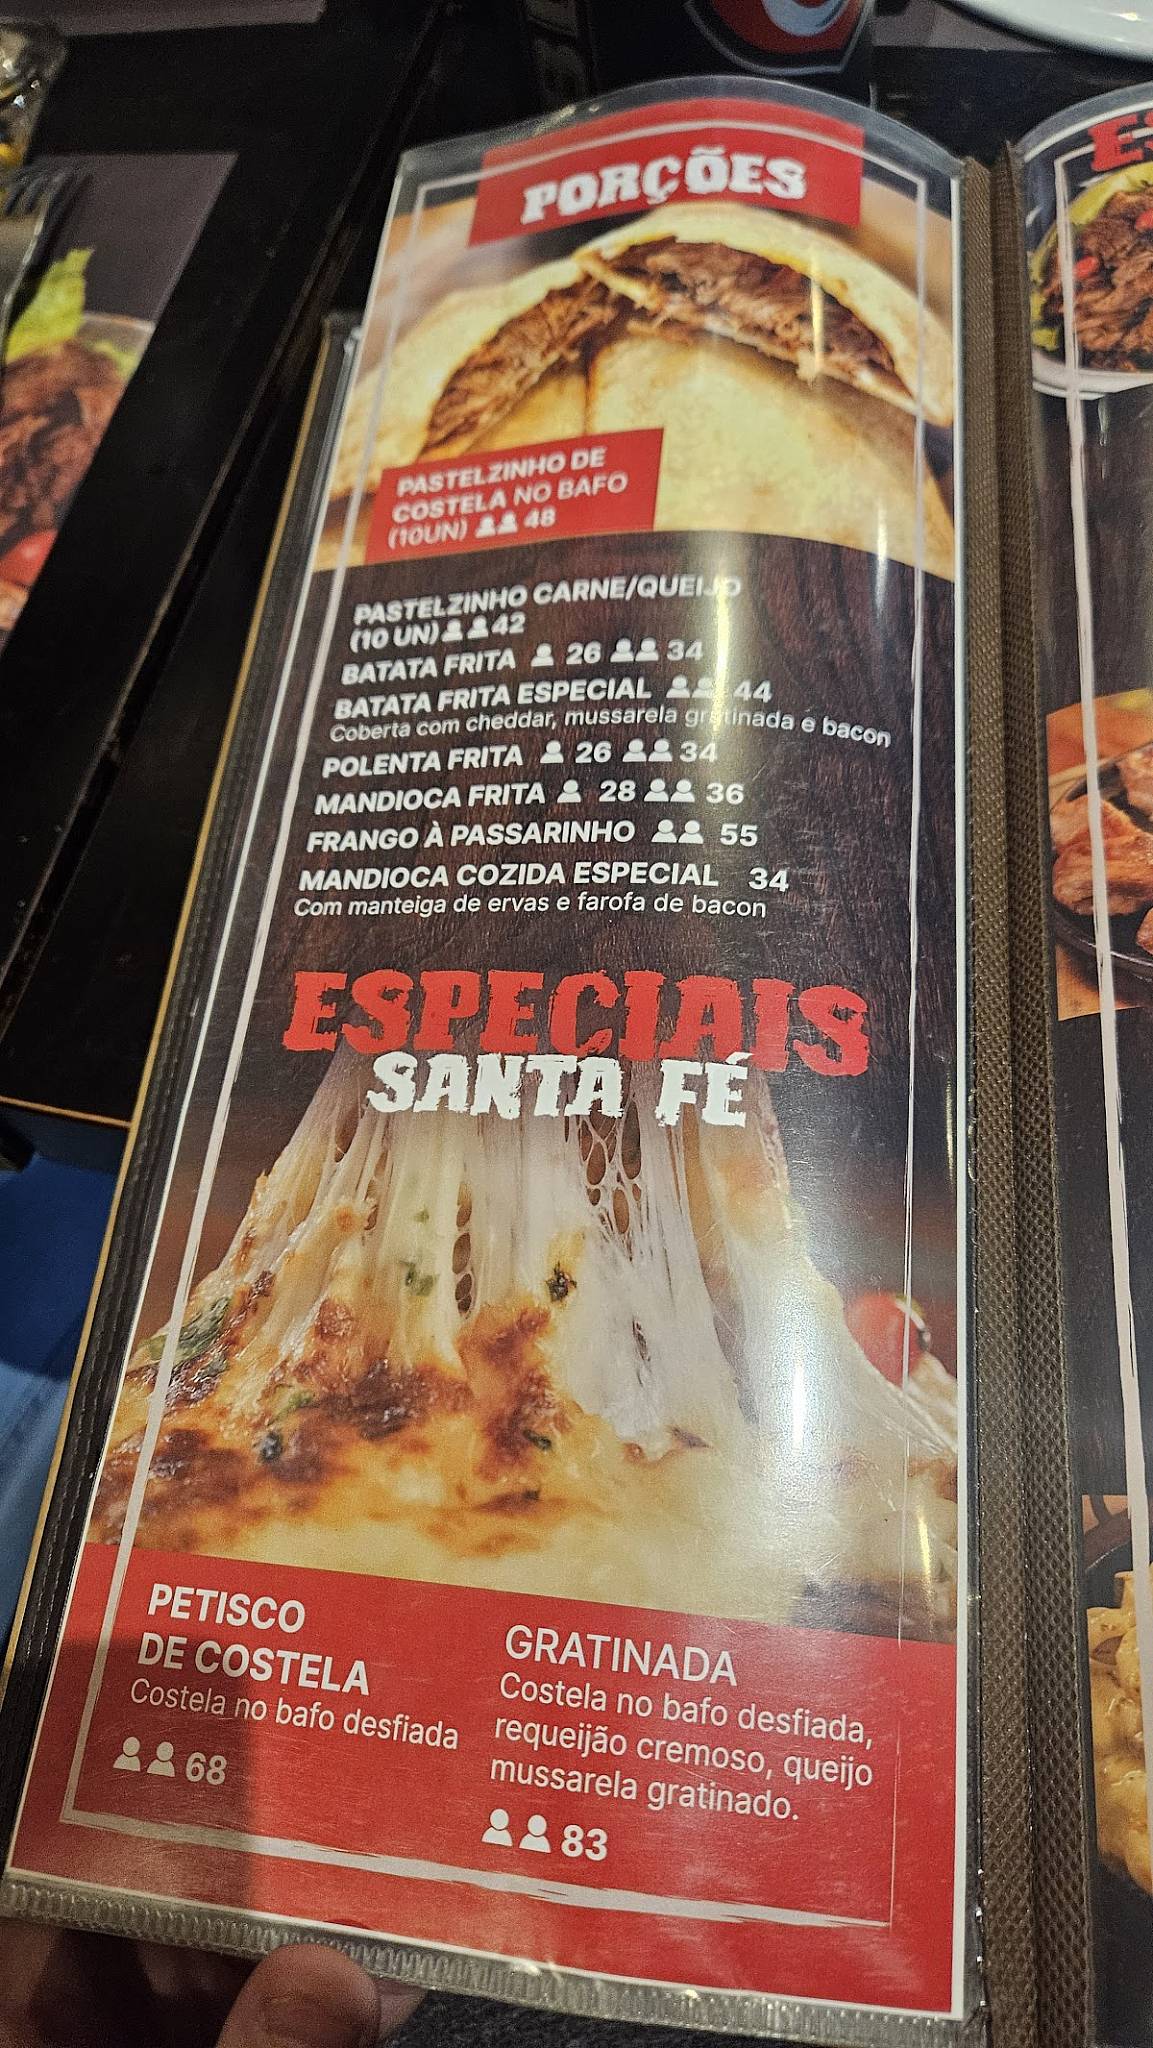 PORÇÕES
PASTELZINHO DE
COSTELA NO BAFO
(10UN) 48
PASTELZINHO CARNE/QUEIJO
(10 UN) 42
BATATA FRITA 26 34
BATATA FRITA ESPECIAL 44
Coberta com cheddar, mussarela gratinada e bacon
POLENTA FRITA 26 34
MANDIOCA FRITA 28 36
FRANGO À PASSARINHO 55
MANDIOCA COZIDA ESPECIAL 34
Com manteiga de ervas e farofa de bacon
ESPECIAIS
SANTA FÉ
PETISCO
DE COSTELA
Costela no bafo desfiada
68
GRATINADA
Costela no bafo desfiada,
requeijão cremoso, queijo
mussarela gratinado.
83